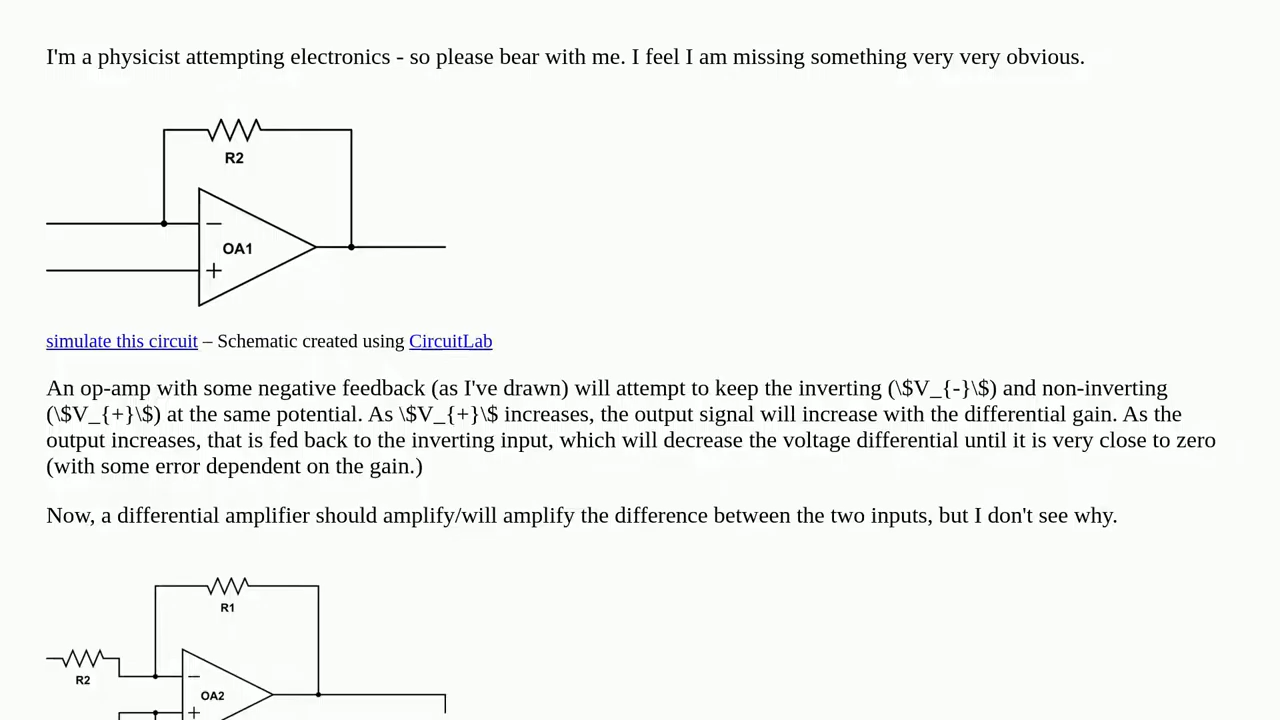 I'm a physicist attempting electronics - so please bear with me. I feel I am missing something very very obvious.
R2
−
OA1
+
simulate this circuit – Schematic created using CircuitLab
An op-amp with some negative feedback (as I've drawn) will attempt to keep the inverting (\$V_{-}\$) and non-inverting
(\$V_{+}\$) at the same potential. As \$V_{+}\$ increases, the output signal will increase with the differential gain. As the
output increases, that is fed back to the inverting input, which will decrease the voltage differential until it is very close to zero
(with some error dependent on the gain.)
Now, a differential amplifier should amplify/will amplify the difference between the two inputs, but I don't see why.
R1
R2
−
OA2
+